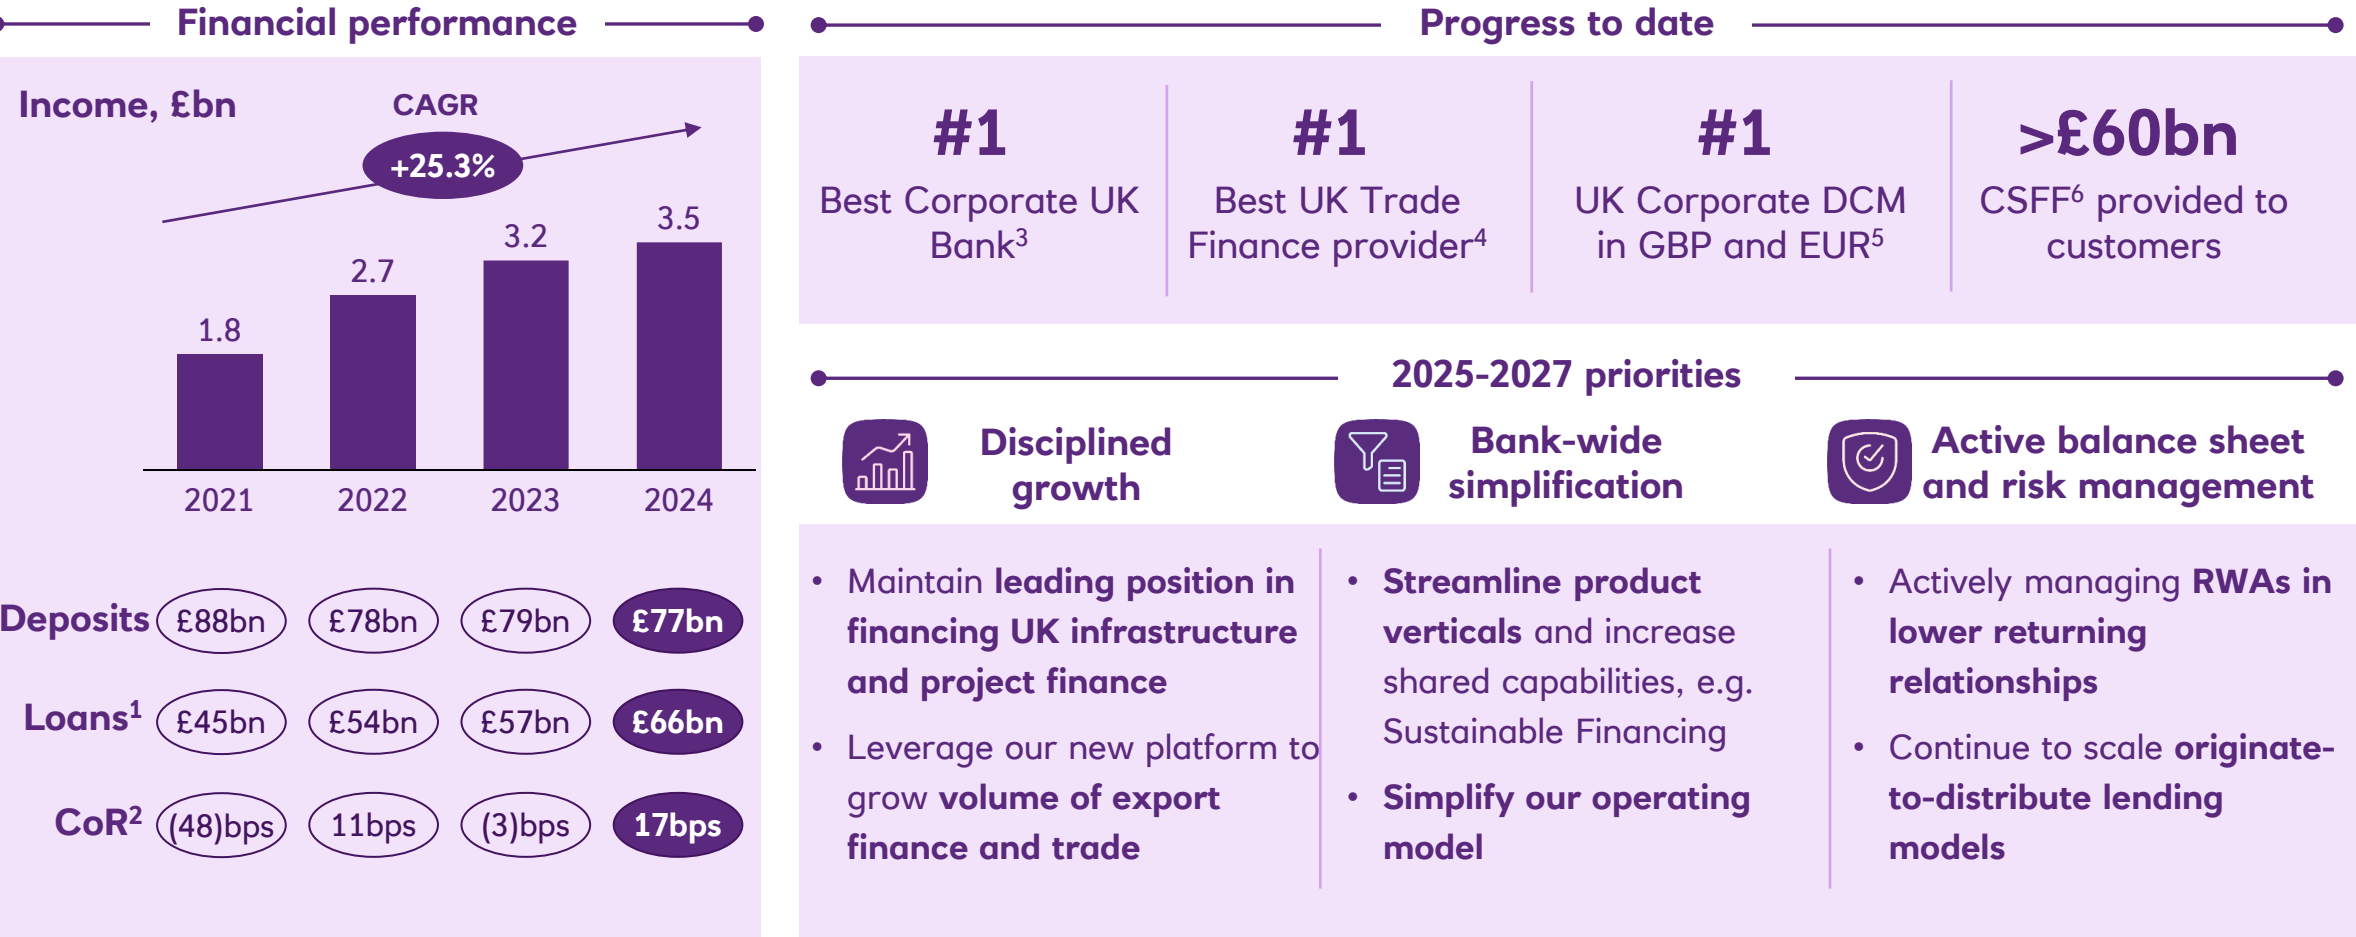 Financial performance
Income, £bn
CAGR
+25.3%
1.8
2.7
3.2
3.5
2021
2022
2023
2024
Deposits £88bn £78bn £79bn £77bn
Loans¹ £45bn £54bn £57bn £66bn
CoR² (48)bps 11bps (3)bps 17bps
Progress to date
#1
Best Corporate UK
Bank³
#1
Best UK Trade
Finance provider⁴
#1
UK Corporate DCM
in GBP and EUR⁵
>£60bn
CSFF⁶ provided to
customers
2025-2027 priorities
Disciplined
growth
• Maintain leading position in
financing UK infrastructure
and project finance
• Leverage our new platform to
grow volume of export
finance and trade
Bank-wide
simplification
• Streamline product
verticals and increase
shared capabilities, e.g.
Sustainable Financing
• Simplify our operating
model
Active balance sheet
and risk management
• Actively managing RWAs in
lower returning
relationships
• Continue to scale originate-
to-distribute lending
models